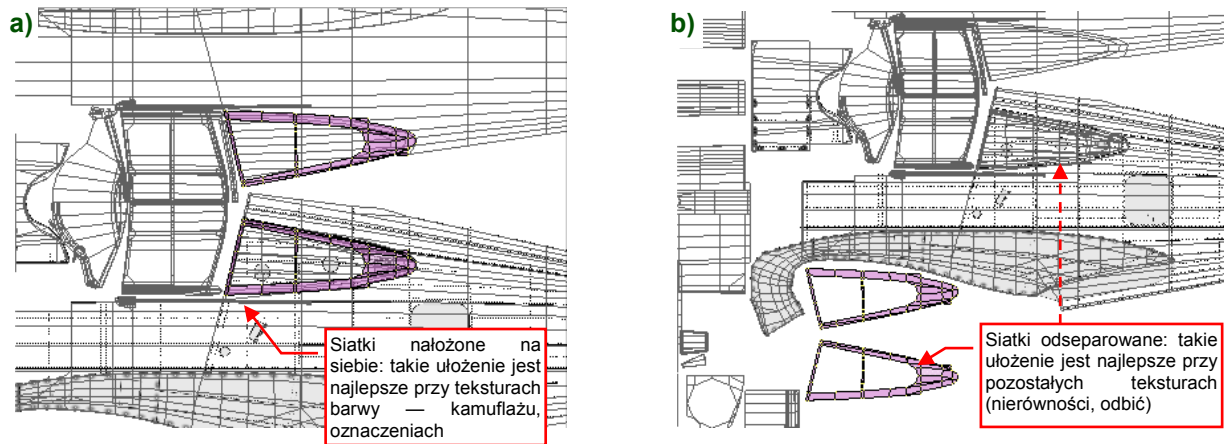 a)
Siatki nałożone na
siebie: takie ułożenie jest
najlepsze przy teksturach
barwy — kamuflażu,
oznaczeniach
b)
Siatki odseparowane: takie
ułożenie jest najlepsze przy
pozostałych teksturach
(nierówności, odbić)